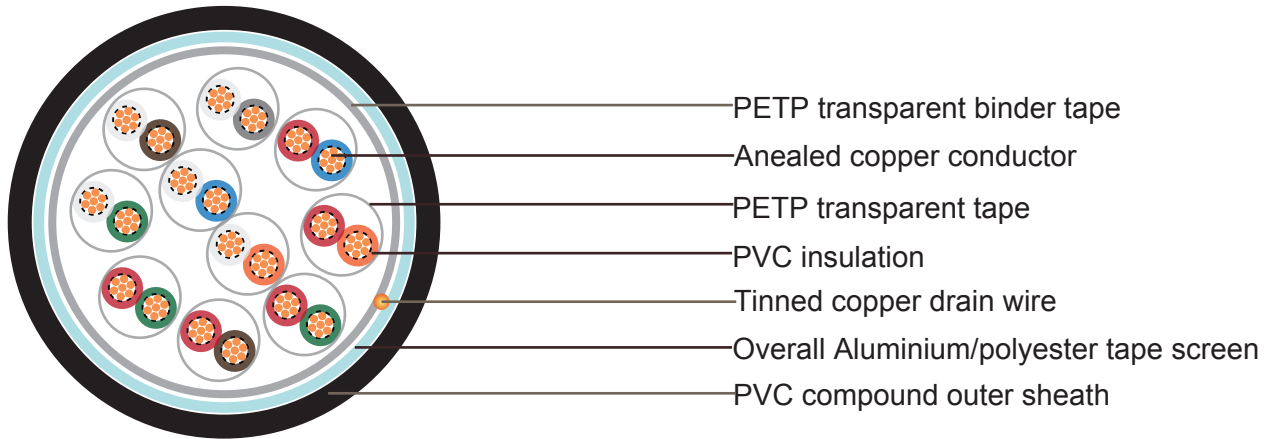 PETP transparent binder tape
Anealed copper conductor
PETP transparent tape
PVC insulation
Tinned copper drain wire
Overall Aluminium/polyester tape screen
PVC compound outer sheath